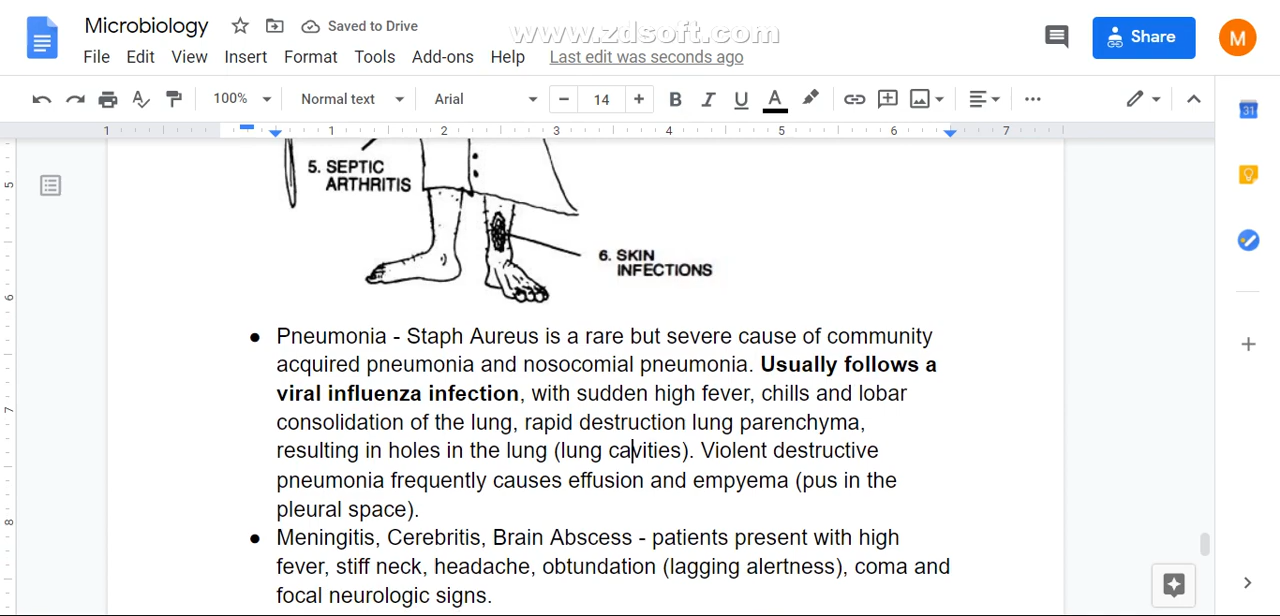 Microbiology
Saved to Drive
www.zdsoft.com
Share
M
File Edit View Insert Format Tools Add-ons Help Last edit was seconds ago
100% Normal text Arial 14 B I U A
1 1 2 3 4 5 6 7
31
5
6
7
8
5. SEPTIC
ARTHRITIS
6. SKIN
INFECTIONS
● Pneumonia - Staph Aureus is a rare but severe cause of community
acquired pneumonia and nosocomial pneumonia. Usually follows a
viral influenza infection, with sudden high fever, chills and lobar
consolidation of the lung, rapid destruction lung parenchyma,
resulting in holes in the lung (lung cavities). Violent destructive
pneumonia frequently causes effusion and empyema (pus in the
pleural space).
● Meningitis, Cerebritis, Brain Abscess - patients present with high
fever, stiff neck, headache, obtundation (lagging alertness), coma and
focal neurologic signs.